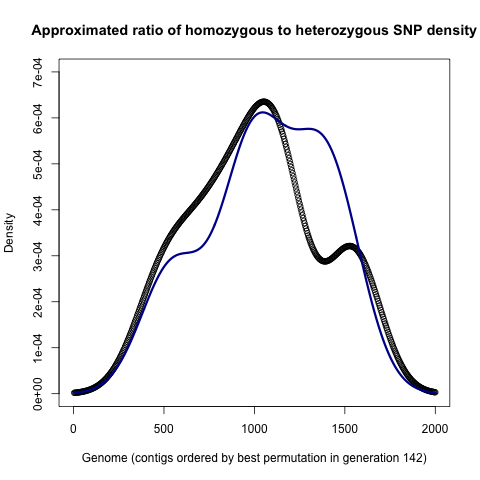 Approximated ratio of homozygous to heterozygous SNP density
7e-04
6e-04
5e-04
4e-04
3e-04
2e-04
1e-04
0e+00
Density
0 500 1000 1500 2000
Genome (contigs ordered by best permutation in generation 142)